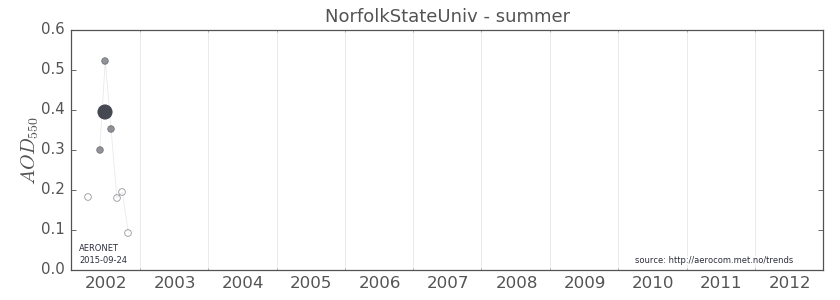 NorfolkStateUniv - summer
0.6
0.5
0.4
0.3
0.2
0.1
0.0
AOD550
AERONET
2015-09-24
source: http://aerocom.met.no/trends
2002 2003 2004 2005 2006 2007 2008 2009 2010 2011 2012